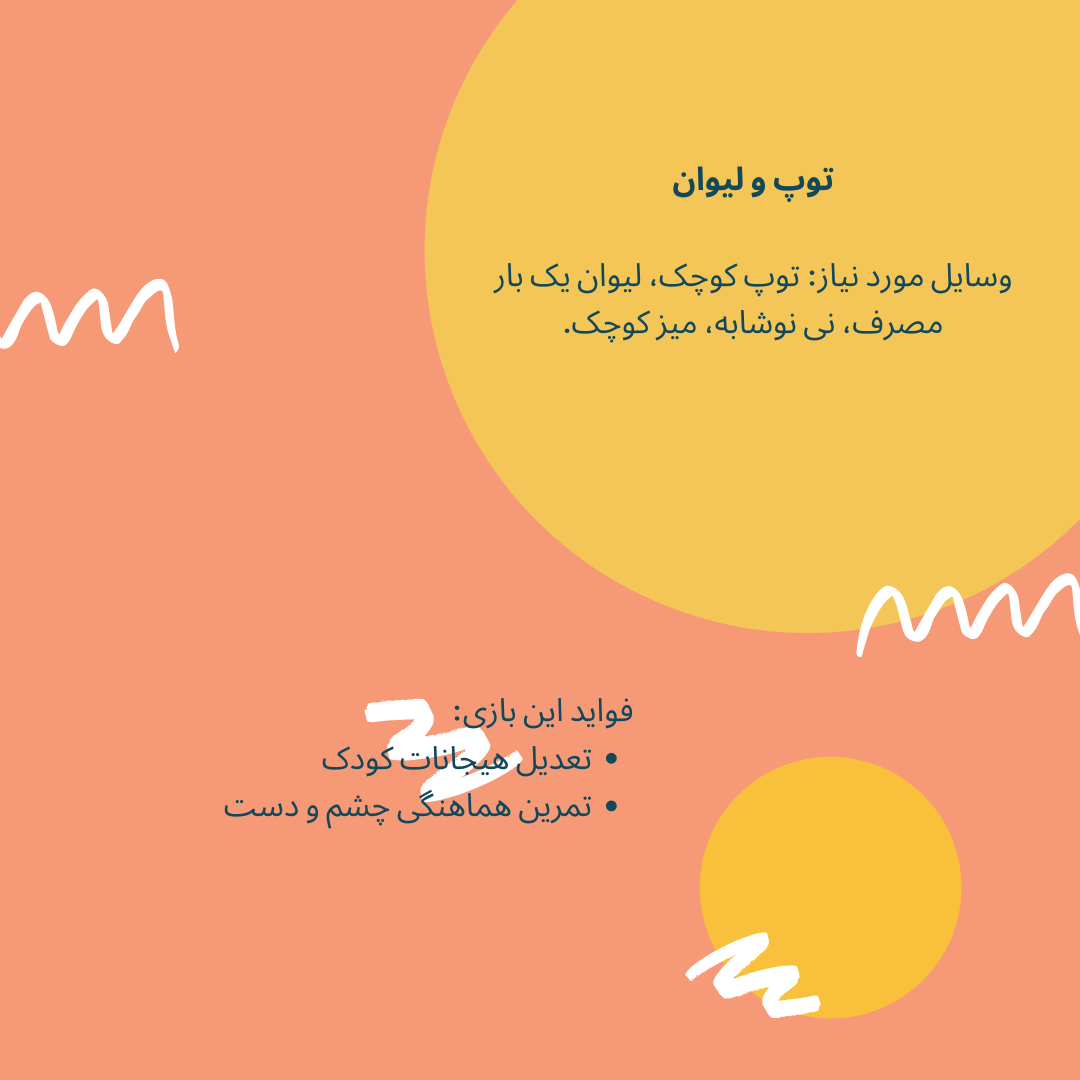 توپ و لیوان
وسایل مورد نیاز: توپ کوچک، لیوان یک بار
مصرف، نی نوشابه، میز کوچک.
فواید این بازی:
• تعدیل هیجانات کودک
• تمرین هماهنگی چشم و دست